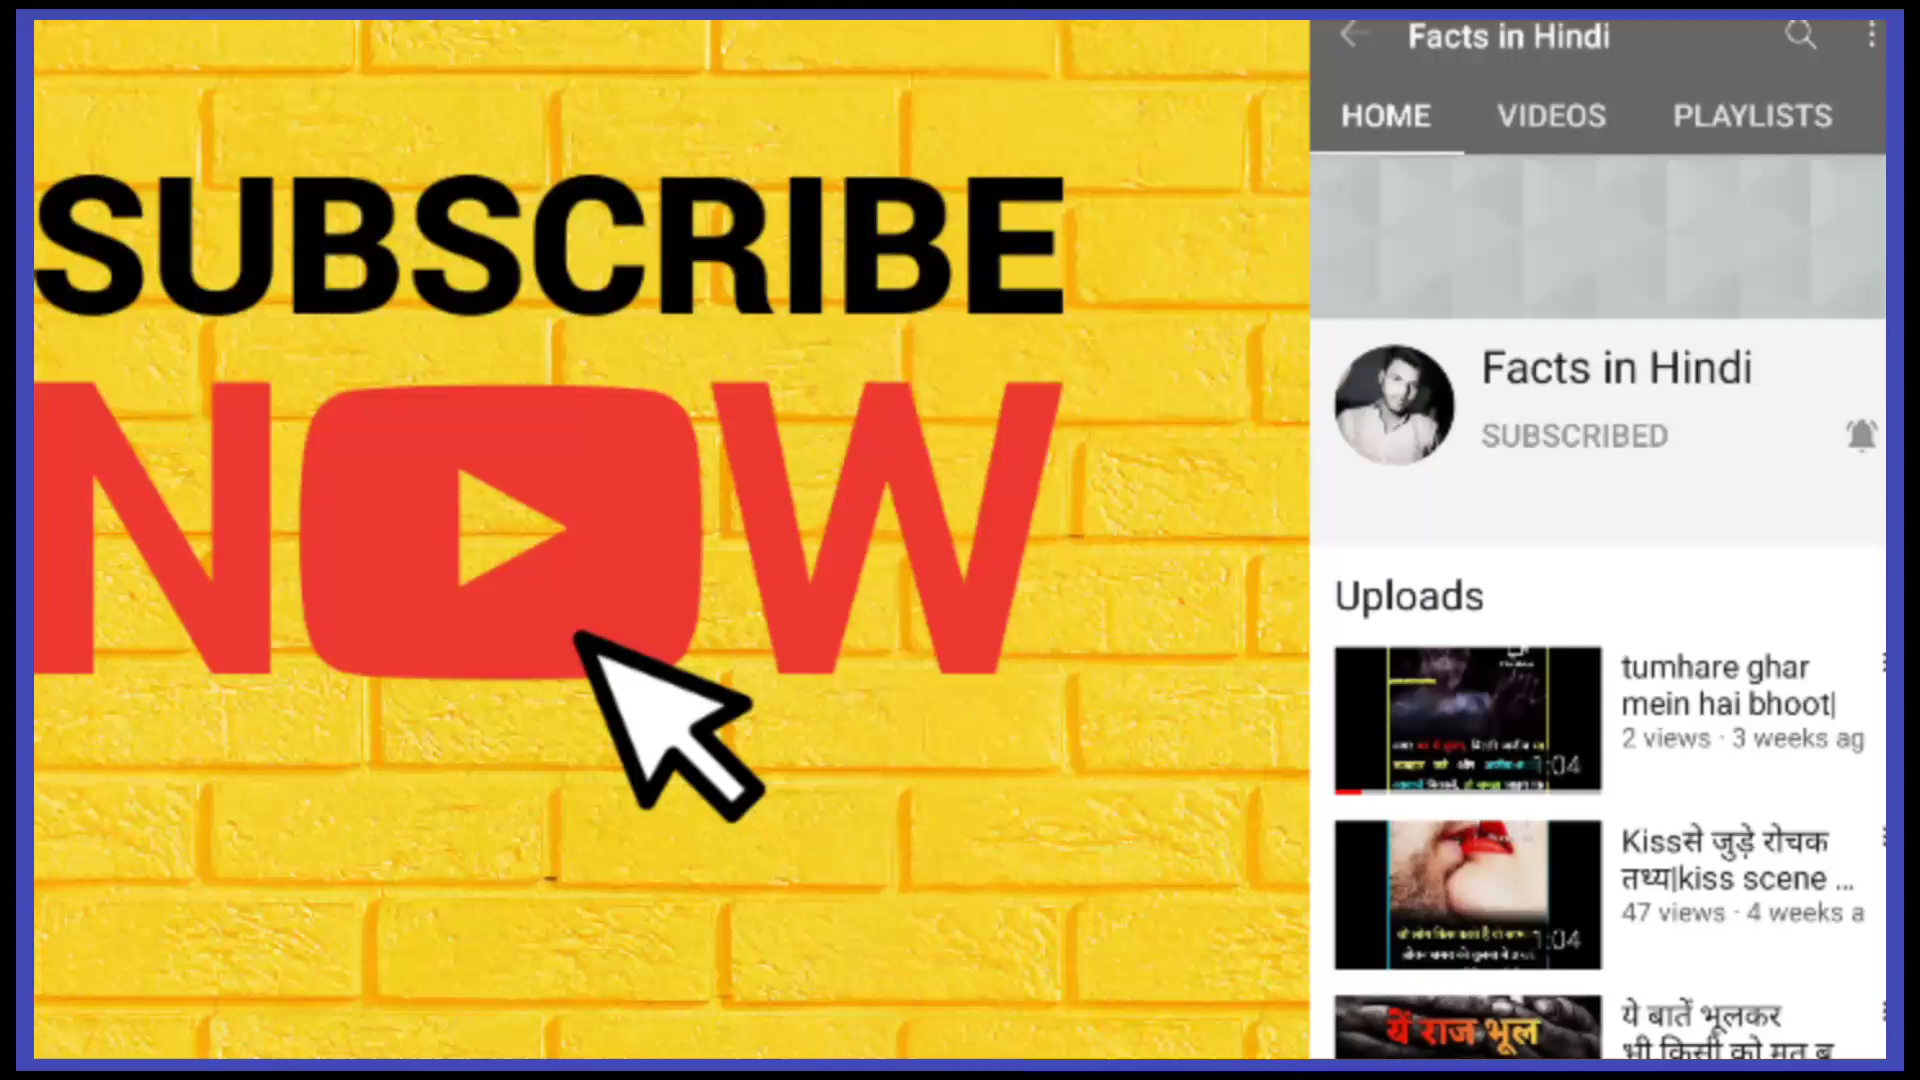 SUBSCRIBE
NOW
Facts in Hindi
HOME VIDEOS PLAYLISTS
Facts in Hindi
SUBSCRIBED
Uploads
tumhare ghar
mein hai bhoot|
2 views · 3 weeks ag
1:04
Kissसे जुड़े रोचक
तथ्य|kiss scene ...
47 views · 4 weeks a
1:04
ये राज भूल
ये बातें भूलकर
भी किसी को मत ब